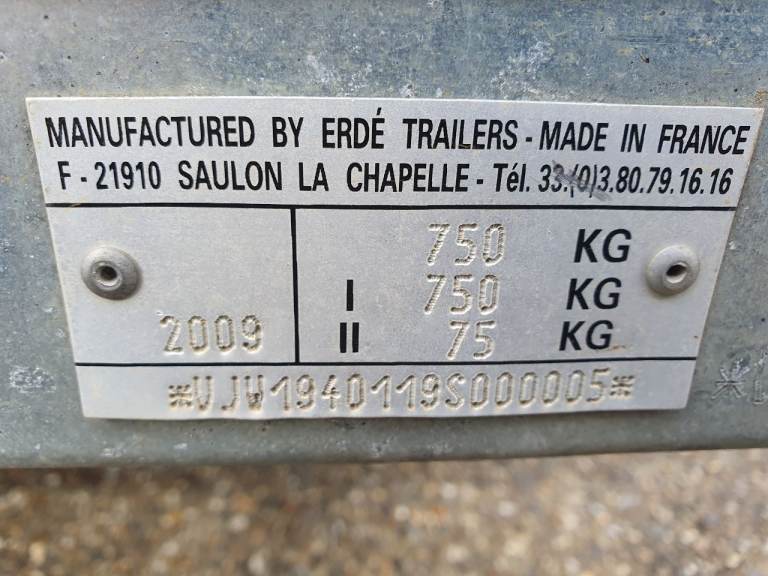 MANUFACTURED BY ERDÉ TRAILERS - MADE IN FRANCE
F - 21910 SAULON LA CHAPELLE - Tél. 33.(0)3.80.79.16.16
750 KG
I 750 KG
2009 II 75 KG
*VJW1940119S000005*